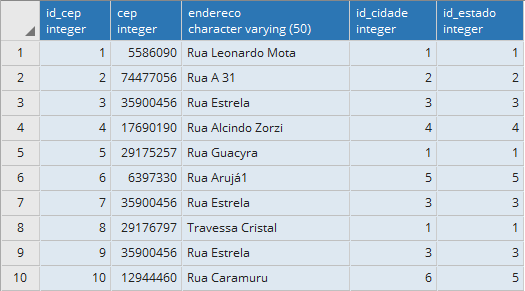 id_cep cep endereco id_cidade id_estado
integer integer character varying (50) integer integer
1 1 5586090 Rua Leonardo Mota 1 1
2 2 74477056 Rua A 31 2 2
3 3 35900456 Rua Estrela 3 3
4 4 17690190 Rua Alcindo Zorzi 4 4
5 5 29175257 Rua Guacyra 1 1
6 6 6397330 Rua Arujá1 5 5
7 7 35900456 Rua Estrela 3 3
8 8 29176797 Travessa Cristal 1 1
9 9 35900456 Rua Estrela 3 3
10 10 12944460 Rua Caramuru 6 5